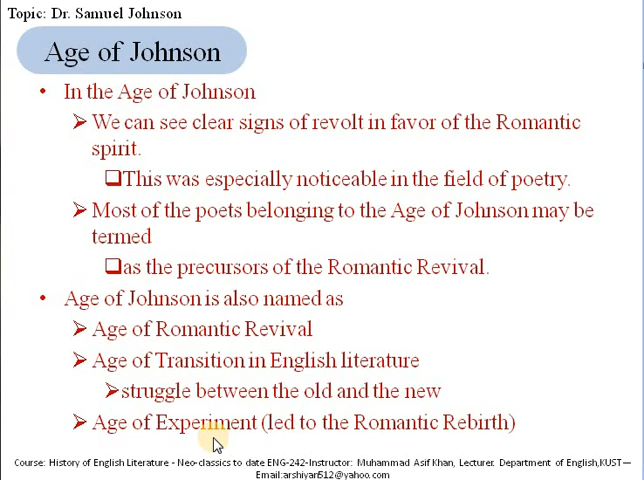 Topic: Dr. Samuel Johnson
Age of Johnson
• In the Age of Johnson
➢ We can see clear signs of revolt in favor of the Romantic
spirit.
❑This was especially noticeable in the field of poetry.
➢ Most of the poets belonging to the Age of Johnson may be
termed
❑as the precursors of the Romantic Revival.
• Age of Johnson is also named as
➢ Age of Romantic Revival
➢ Age of Transition in English literature
➢struggle between the old and the new
➢ Age of Experiment (led to the Romantic Rebirth)
Course: History of English Literature - Neo-classics to date ENG-242-Instructor: Muhammad Asif Khan, Lecturer. Department of English,KUST—
Email:arshiyan512@yahoo.com